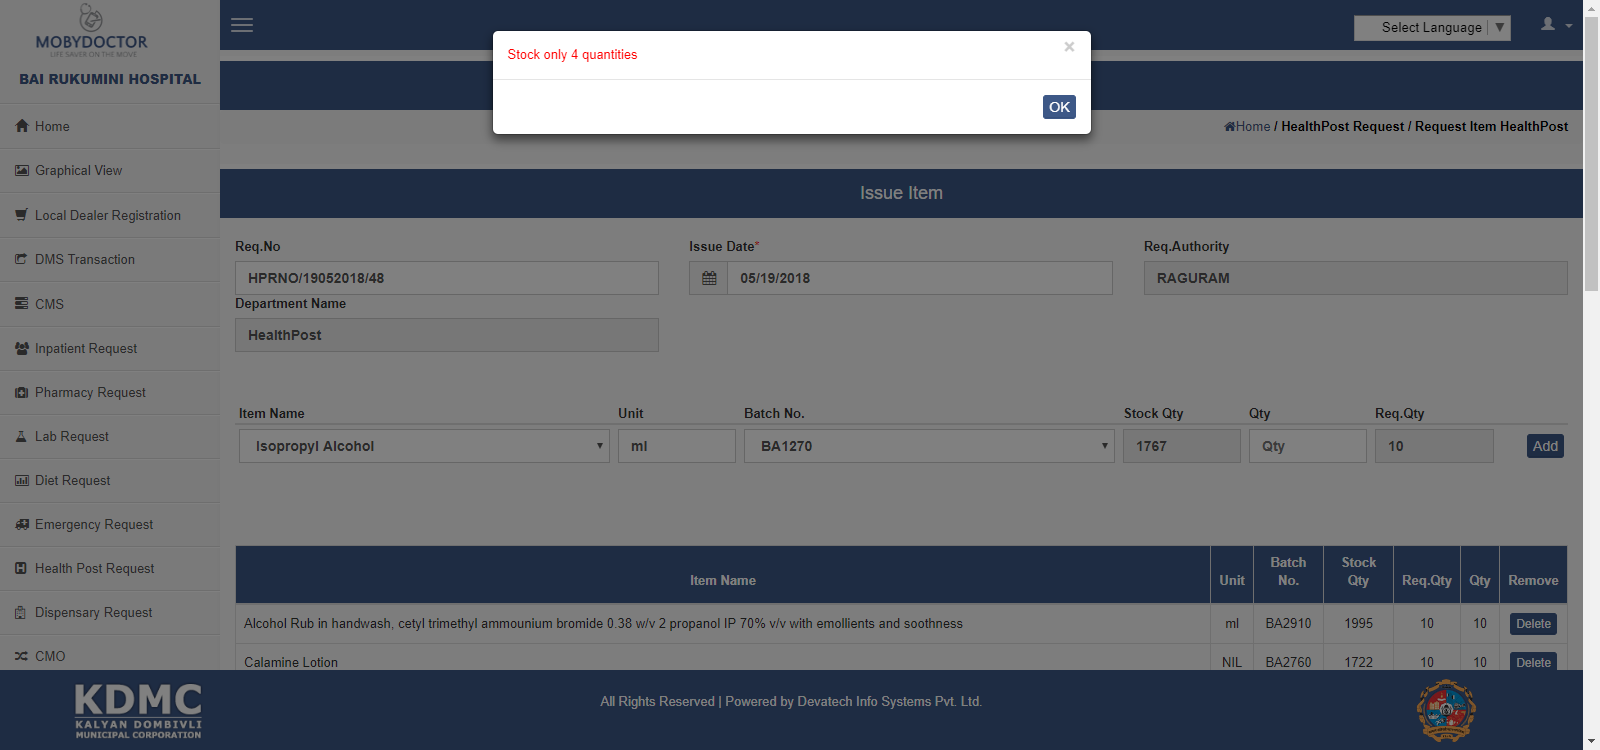 MOBYDOCTOR
LIFE SAVER ON THE MOVE
BAI RUKUMINI HOSPITAL
Home
Graphical View
Local Dealer Registration
DMS Transaction
CMS
Inpatient Request
Pharmacy Request
Lab Request
Diet Request
Emergency Request
Health Post Request
Dispensary Request
CMO
Select Language ▼
Stock only 4 quantities
×
OK
Home / HealthPost Request / Request Item HealthPost
Issue Item
Req.No
Issue Date*
Req.Authority
HPRNO/19052018/48
05/19/2018
RAGURAM
Department Name
HealthPost
Item Name Unit Batch No. Stock Qty Qty Req.Qty
Isopropyl Alcohol ml BA1270 1767 Qty 10 Add
Item Name Unit Batch No. Stock Qty Req.Qty Qty Remove
Alcohol Rub in handwash, cetyl trimethyl ammounium bromide 0.38 w/v 2 propanol IP 70% v/v with emollients and soothness ml BA2910 1995 10 10 Delete
Calamine Lotion NIL BA2760 1722 10 10 Delete
KDMC
KALYAN DOMBIVLI
MUNICIPAL CORPORATION
All Rights Reserved | Powered by Devatech Info Systems Pvt. Ltd.